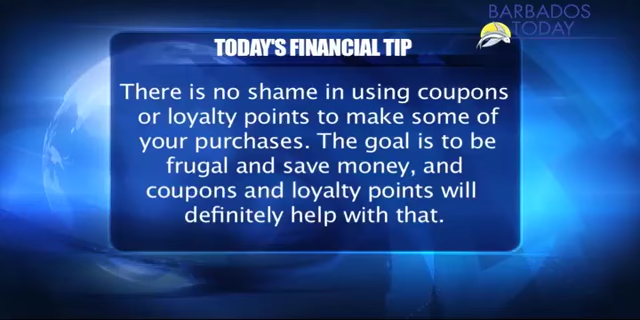 BARBADOS
TODAY
TODAY'S FINANCIAL TIP
There is no shame in using coupons
or loyalty points to make some of
your purchases. The goal is to be
frugal and save money, and
coupons and loyalty points will
definitely help with that.